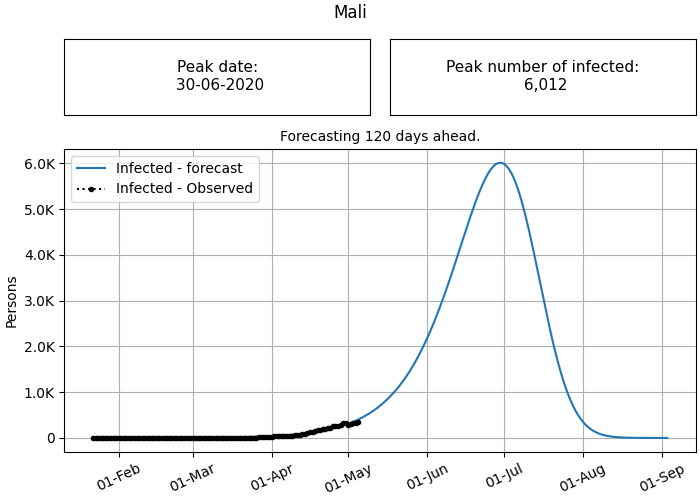 Mali
Peak date:
30-06-2020
Peak number of infected:
6,012
Forecasting 120 days ahead.
Infected - forecast
Infected - Observed
Persons
6.0K
5.0K
4.0K
3.0K
2.0K
1.0K
0
01-Feb
01-Mar
01-Apr
01-May
01-Jun
01-Jul
01-Aug
01-Sep